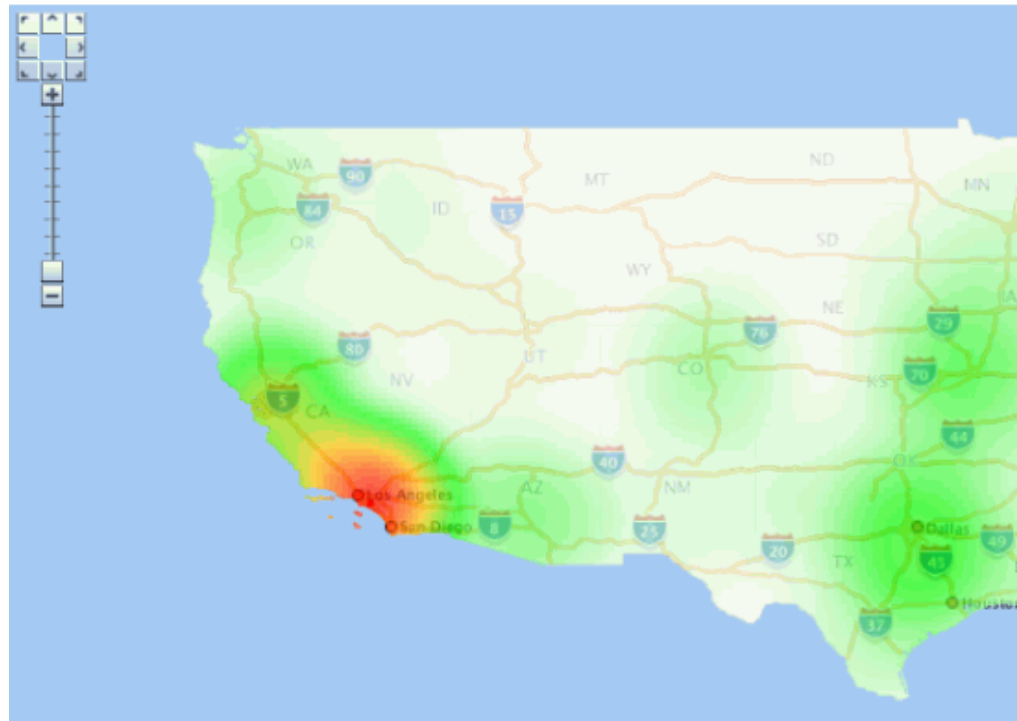 WA
90
MT
ND
MN
84
ID
15
OR
SD
WY
IA
NE
29
76
80
UT
CO
KS
70
NV
5
CA
44
40
OK
Los Angeles
AZ
NM
San Diego
8
25
20
Dallas
49
TX
45
37